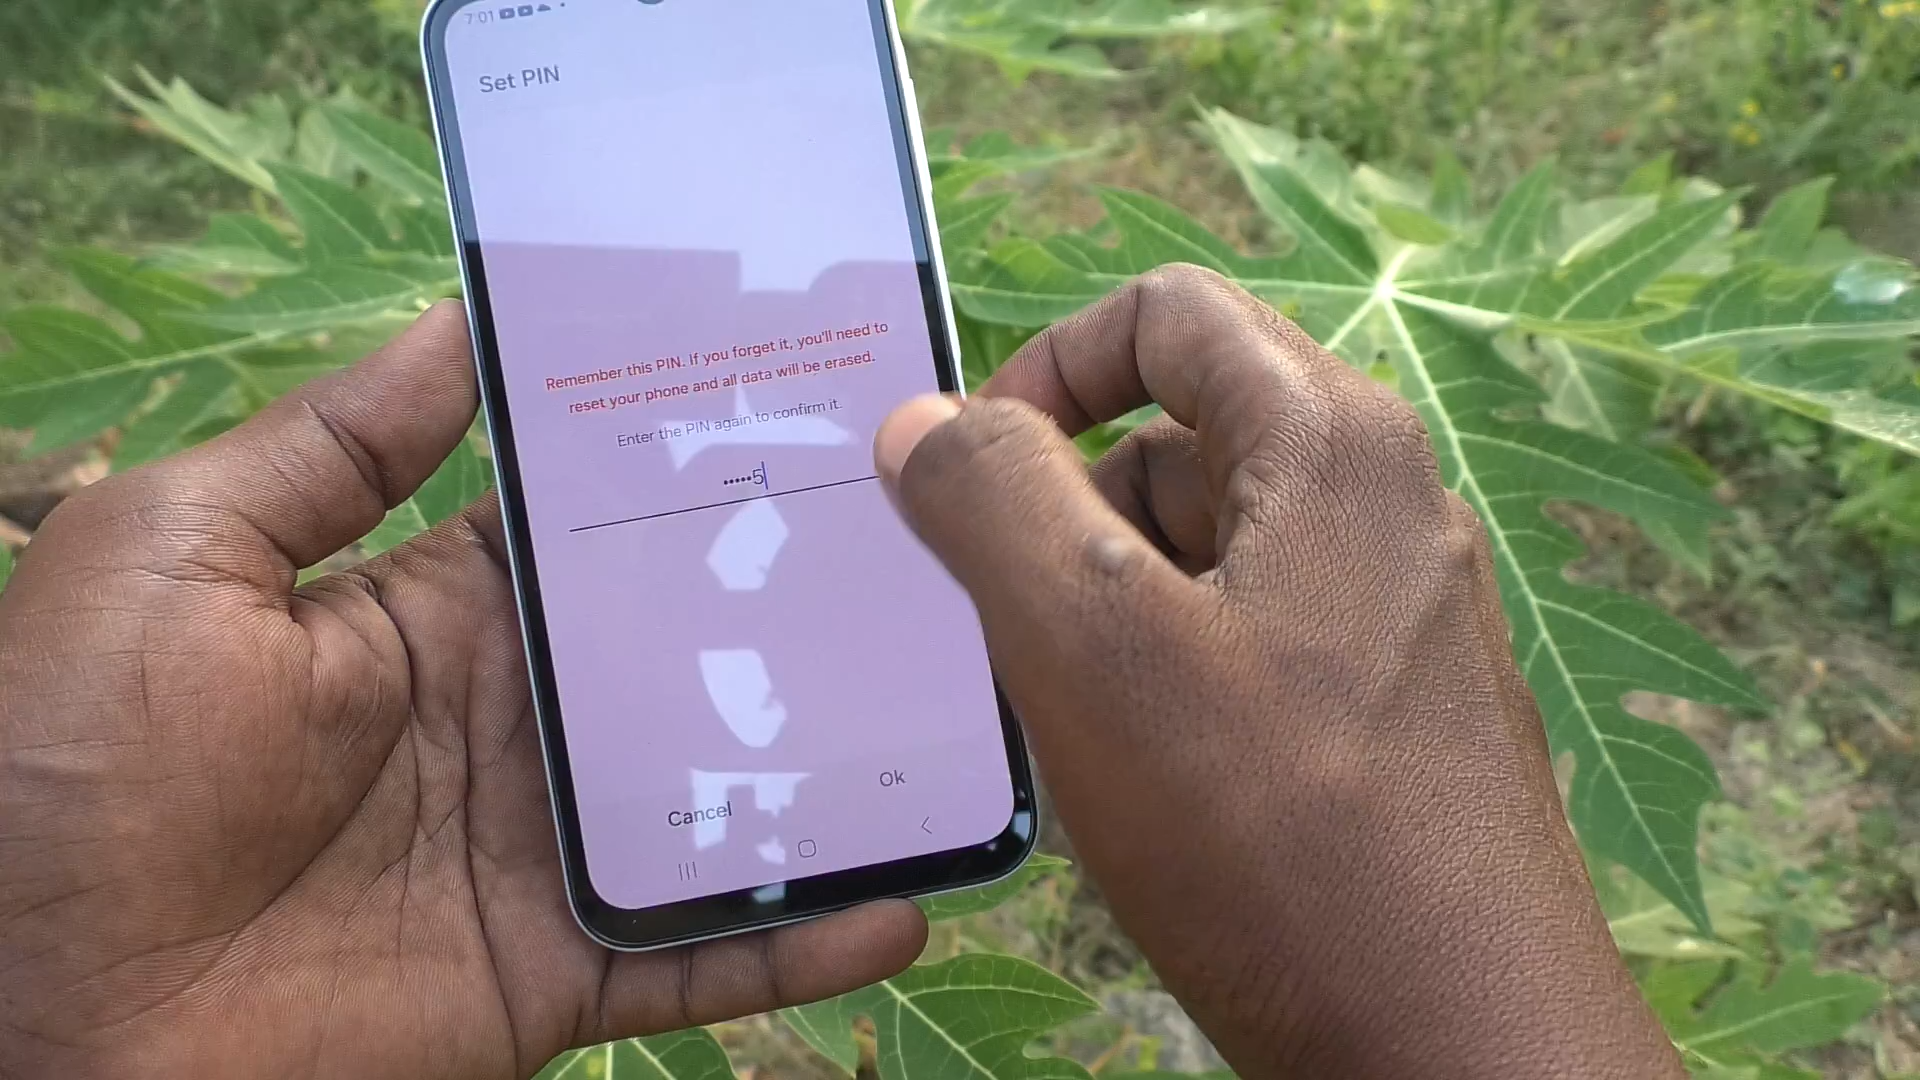 7:01
Set PIN
Remember this PIN. If you forget it, you'll need to
reset your phone and all data will be erased.
Enter the PIN again to confirm it.
•••••5
Ok
Cancel